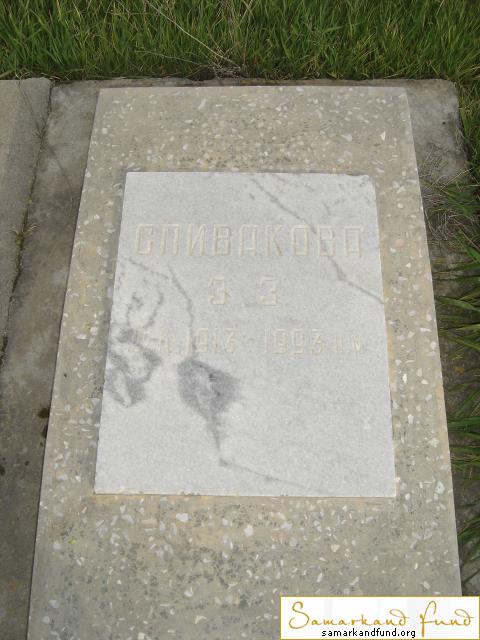 СПИВАКОВА
З З
1913 - 1993
Samarkand Fund
samarkandfund.org